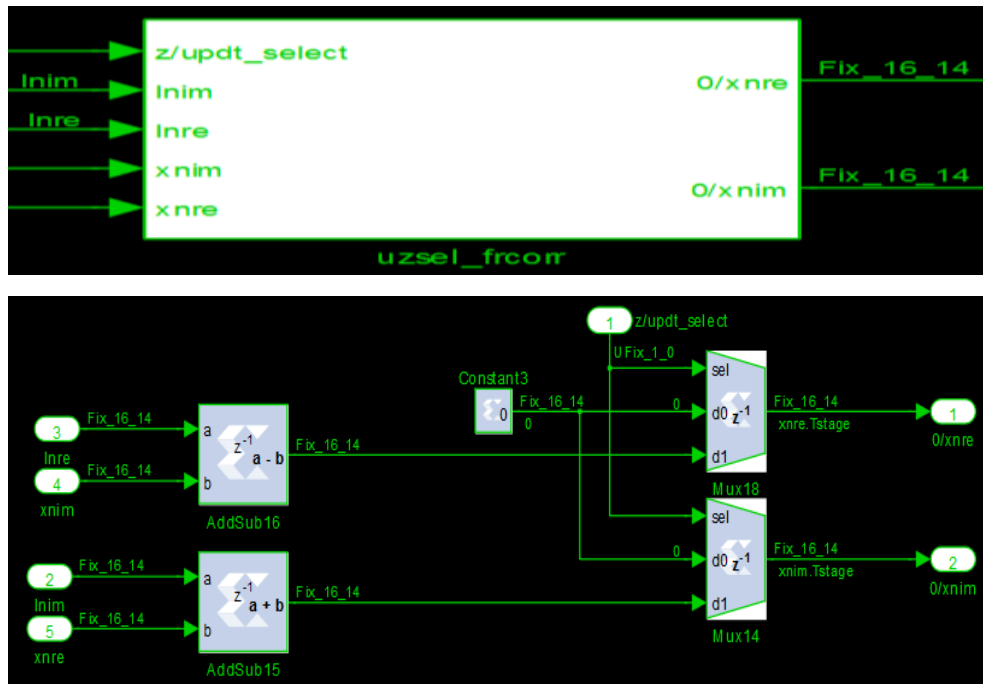 z/updt_select
Inim
Inim
Inre
Inre
xnim
xnre
0/xnre
Fix_16_14
0/xnim
Fix_16_14
uzsel_frcorr
1
z/updt_select
UFix_1_0
sel
Constant3
0
Fix_16_14
0
0
d0 z-1
Fix_16_14
xnre.Tstage
1
0/xnre
d1
Mux18
3
Inre
Fix_16_14
a
z-1
a - b
Fix_16_14
4
xnim
Fix_16_14
b
AddSub16
sel
0
d0 z-1
Fix_16_14
xnim.Tstage
2
0/xnim
d1
Mux14
2
Inim
Fix_16_14
a
z-1
a + b
Fix_16_14
5
xnre
Fix_16_14
b
AddSub15